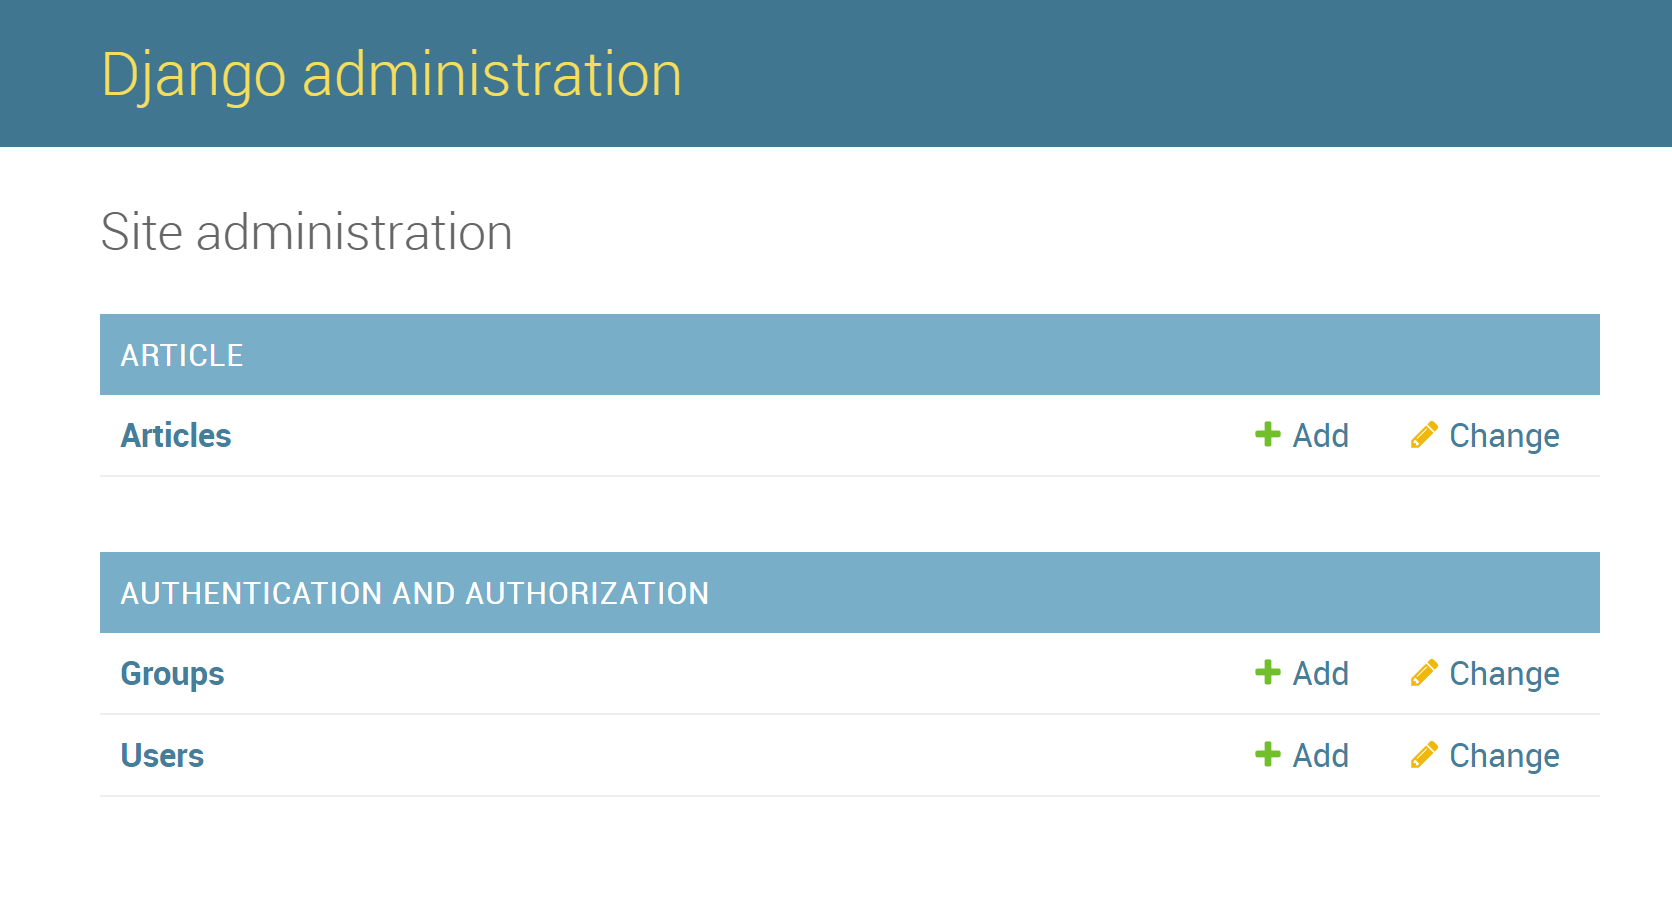 Django administration
Site administration
ARTICLE
Articles Add Change
AUTHENTICATION AND AUTHORIZATION
Groups Add Change
Users Add Change